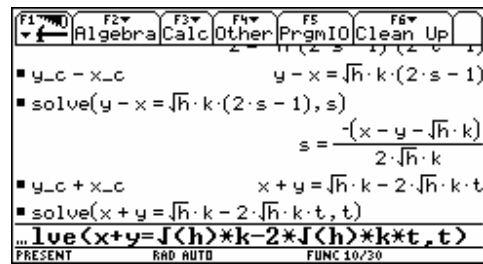 F1 F2 F3 F4 F5 F6
Algebra Calc Other PrgmIO Clean Up
y_c - x_c y - x = √h·k·(2·s - 1)
solve(y - x = √h·k·(2·s - 1), s)
s = -(x - y - √h·k) / 2·√h·k
y_c + x_c x + y = √h·k - 2·√h·k·t
solve(x + y = √h·k - 2·√h·k·t, t)
…lve(x+y=√(h)*k-2*√(h)*k*t,t)
PRESENT RAD AUTO FUNC 10/30